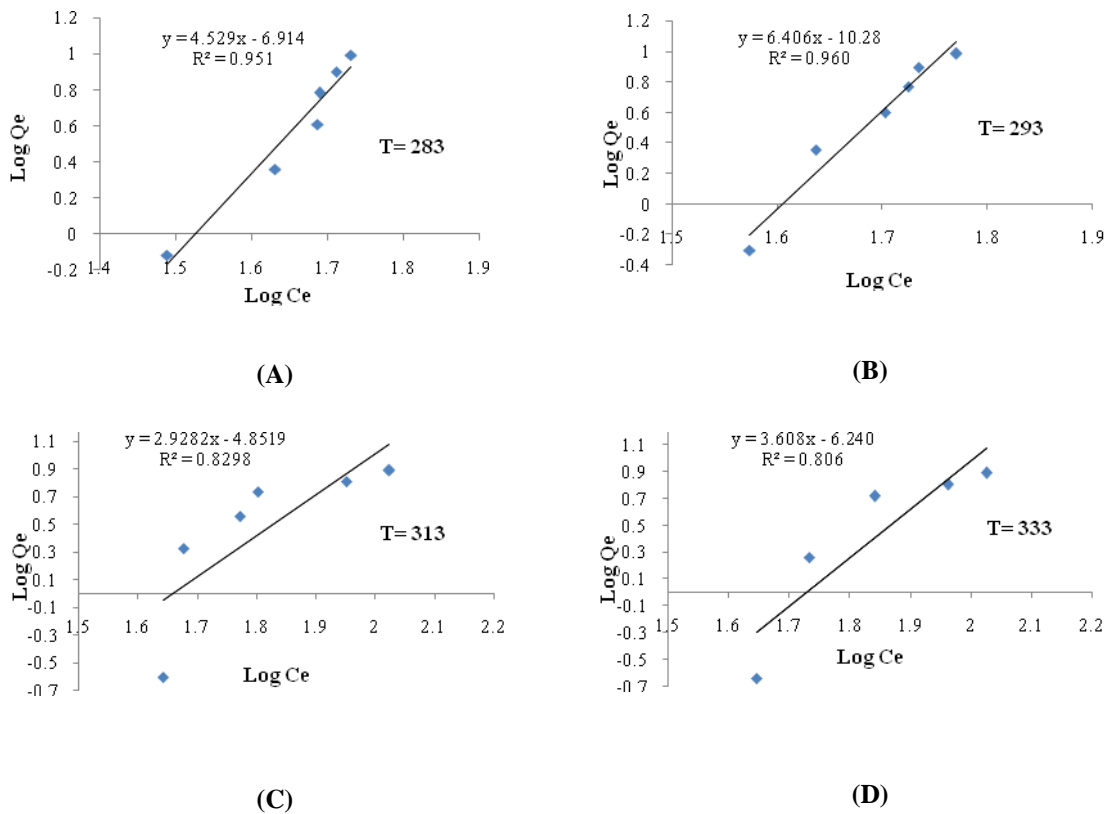 1.2
1
0.8
0.6
0.4
0.2
0
-0.2
Log Qe
y = 4.529x - 6.914
R² = 0.951
T= 283
1.4 1.5 1.6 1.7 1.8 1.9
Log Ce
(A)
1.2
1
0.8
0.6
0.4
0.2
0
-0.2
-0.4
Log Qe
y = 6.406x - 10.28
R² = 0.960
T= 293
1.5 1.6 1.7 1.8 1.9
Log Ce
(B)
1.1
0.9
0.7
0.5
0.3
0.1
-0.1
-0.3
-0.5
-0.7
Log Qe
y = 2.9282x - 4.8519
R² = 0.8298
T= 313
1.5 1.6 1.7 1.8 1.9 2 2.1 2.2
Log Ce
(C)
1.1
0.9
0.7
0.5
0.3
0.1
-0.1
-0.3
-0.5
-0.7
Log Qe
y = 3.608x - 6.240
R² = 0.806
T= 333
1.5 1.6 1.7 1.8 1.9 2 2.1 2.2
Log Ce
(D)